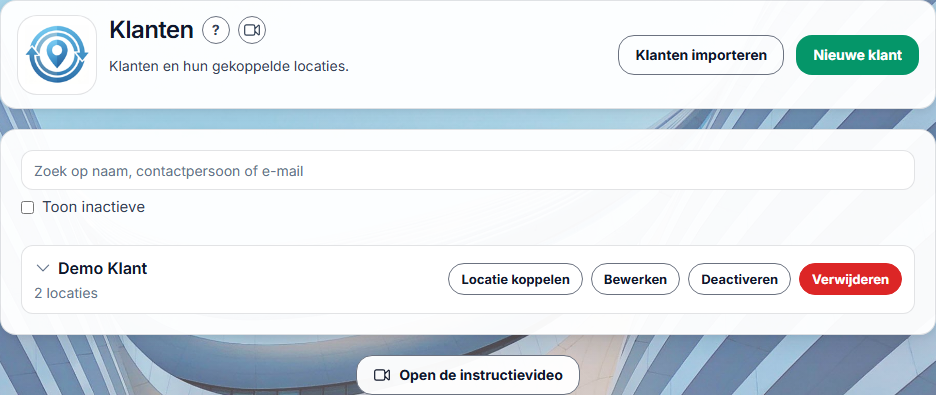 Klanten ?
Klanten en hun gekoppelde locaties.
Klanten importeren
Nieuwe klant
Zoek op naam, contactpersoon of e-mail
Toon inactieve
Demo Klant
2 locaties
Locatie koppelen
Bewerken
Deactiveren
Verwijderen
Open de instructievideo